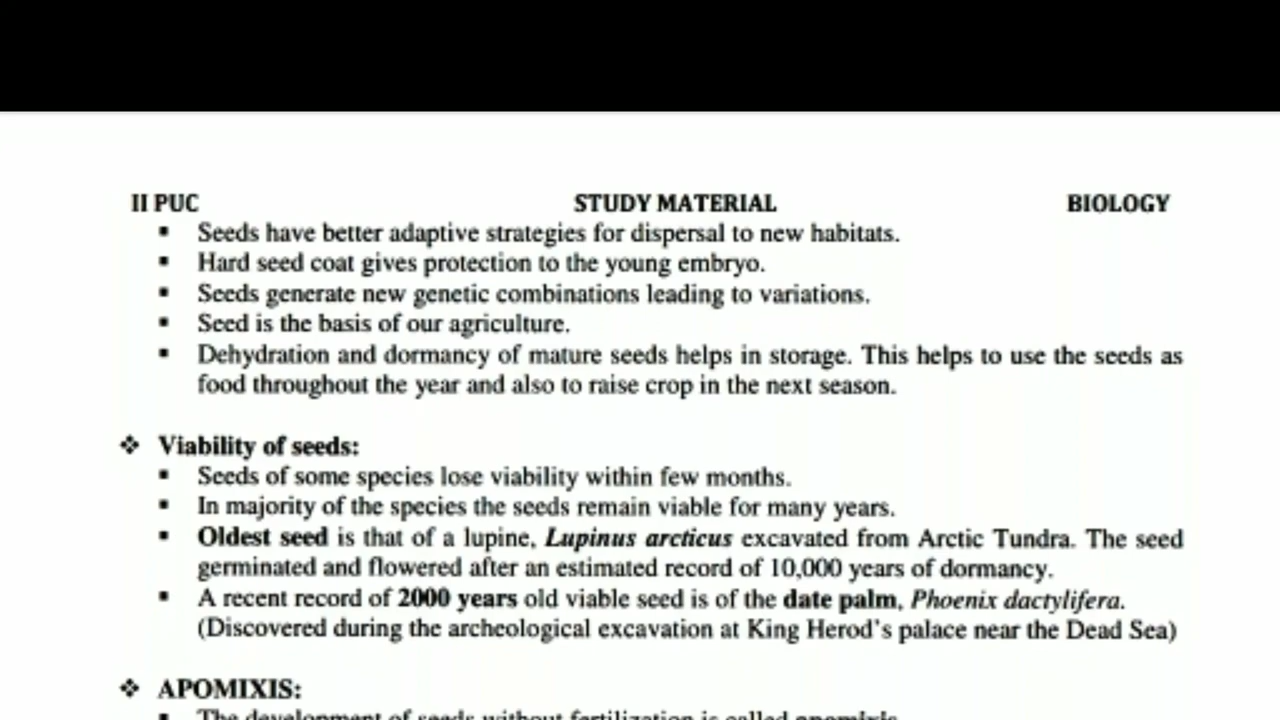 II PUC STUDY MATERIAL BIOLOGY
▪ Seeds have better adaptive strategies for dispersal to new habitats.
▪ Hard seed coat gives protection to the young embryo.
▪ Seeds generate new genetic combinations leading to variations.
▪ Seed is the basis of our agriculture.
▪ Dehydration and dormancy of mature seeds helps in storage. This helps to use the seeds as
food throughout the year and also to raise crop in the next season.
❖ Viability of seeds:
▪ Seeds of some species lose viability within few months.
▪ In majority of the species the seeds remain viable for many years.
▪ Oldest seed is that of a lupine, Lupinus arcticus excavated from Arctic Tundra. The seed
germinated and flowered after an estimated record of 10,000 years of dormancy.
▪ A recent record of 2000 years old viable seed is of the date palm, Phoenix dactylifera.
(Discovered during the archeological excavation at King Herod's palace near the Dead Sea)
❖ APOMIXIS:
▪ The development of seeds without fertilization is called apomixis.